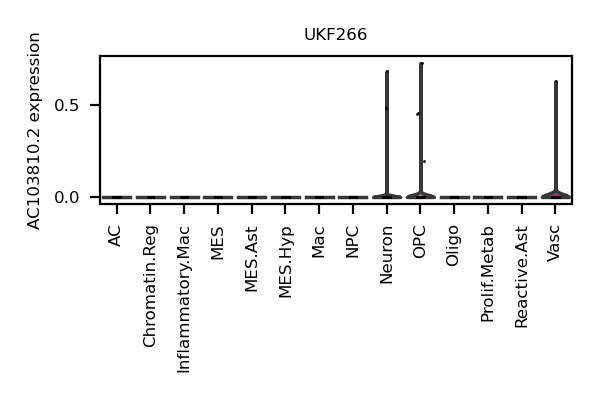 UKF266
AC103810.2 expression
0.5
0.0
AC
Chromatin.Reg
Inflammatory.Mac
MES
MES.Ast
MES.Hyp
Mac
NPC
Neuron
OPC
Oligo
Prolif.Metab
Reactive.Ast
Vasc